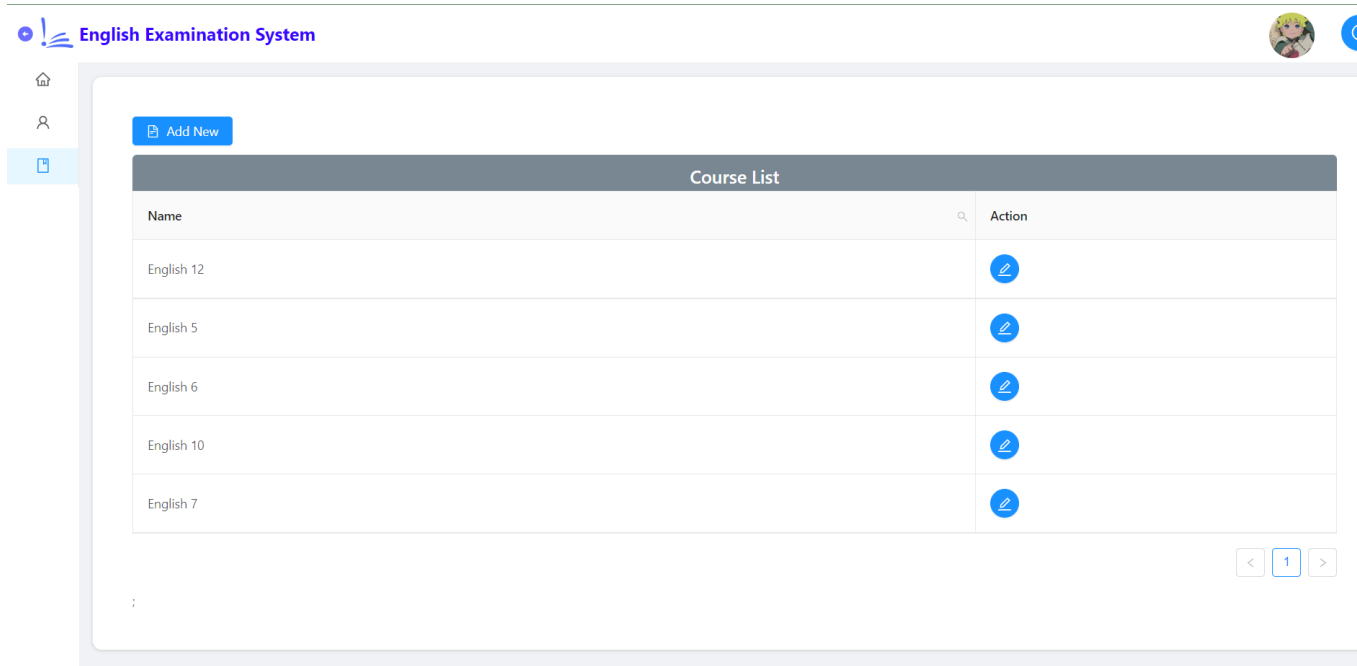 English Examination System
Add New
Course List
Name Action
English 12
English 5
English 6
English 10
English 7
< 1 >
;